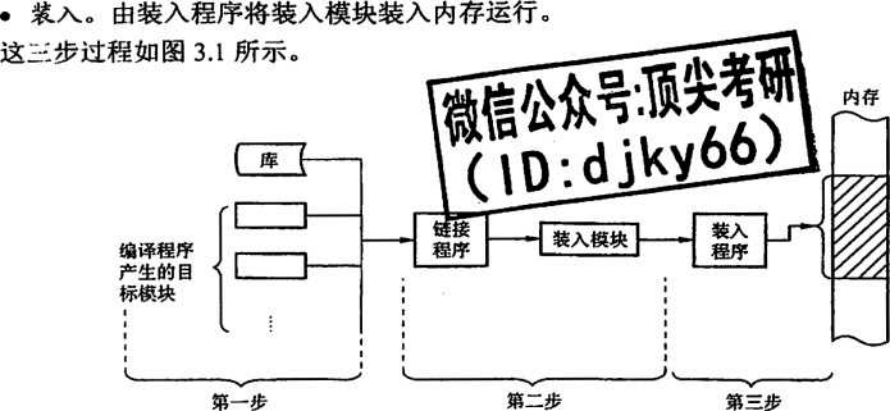 • 装入。由装入程序将装入模块装入内存运行。
这三步过程如图 3.1 所示。
微信公众号:顶尖考研
(ID:djky66)
内存
库
编译程序
产生的目
标模块
⋮
链接
程序
装入模块
装入
程序
第一步
第二步
第三步